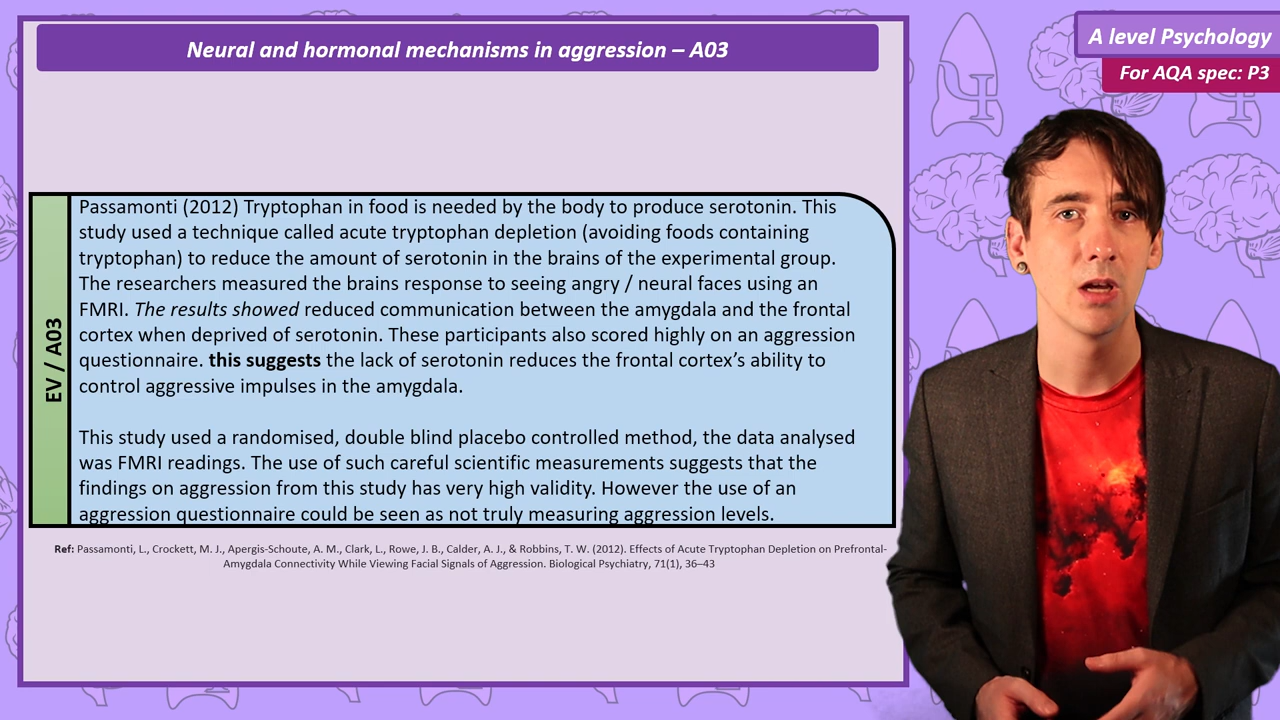 Neural and hormonal mechanisms in aggression – A03
A level Psychology
For AQA spec: P3
EV / A03
Passamonti (2012) Tryptophan in food is needed by the body to produce serotonin. This
study used a technique called acute tryptophan depletion (avoiding foods containing
tryptophan) to reduce the amount of serotonin in the brains of the experimental group.
The researchers measured the brains response to seeing angry / neural faces using an
FMRI. The results showed reduced communication between the amygdala and the frontal
cortex when deprived of serotonin. These participants also scored highly on an aggression
questionnaire. this suggests the lack of serotonin reduces the frontal cortex’s ability to
control aggressive impulses in the amygdala.
This study used a randomised, double blind placebo controlled method, the data analysed
was FMRI readings. The use of such careful scientific measurements suggests that the
findings on aggression from this study has very high validity. However the use of an
aggression questionnaire could be seen as not truly measuring aggression levels.
Ref: Passamonti, L., Crockett, M. J., Apergis-Schoute, A. M., Clark, L., Rowe, J. B., Calder, A. J., & Robbins, T. W. (2012). Effects of Acute Tryptophan Depletion on Prefrontal-
Amygdala Connectivity While Viewing Facial Signals of Aggression. Biological Psychiatry, 71(1), 36–43